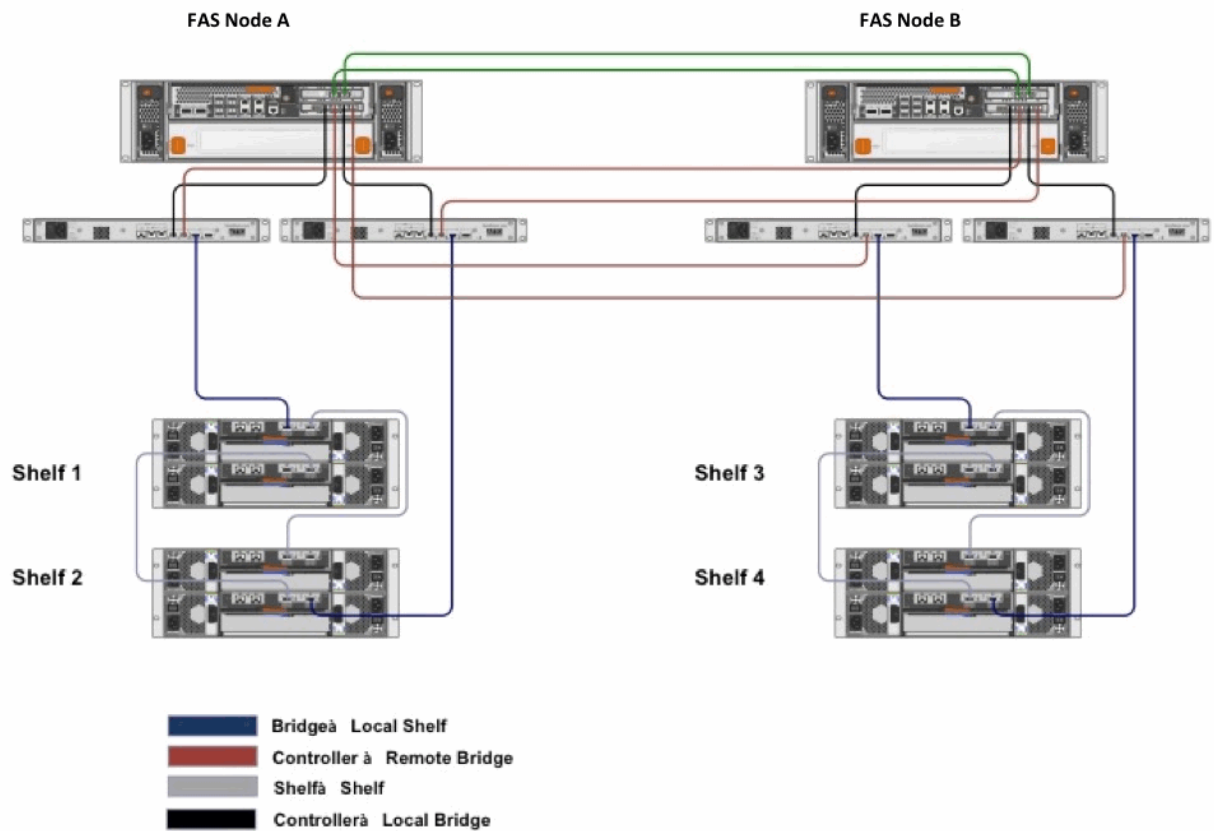 FAS Node A
FAS Node B
Shelf 1
Shelf 3
Shelf 2
Shelf 4
Bridgeà Local Shelf
Controller à Remote Bridge
Shelfà Shelf
Controllerà Local Bridge